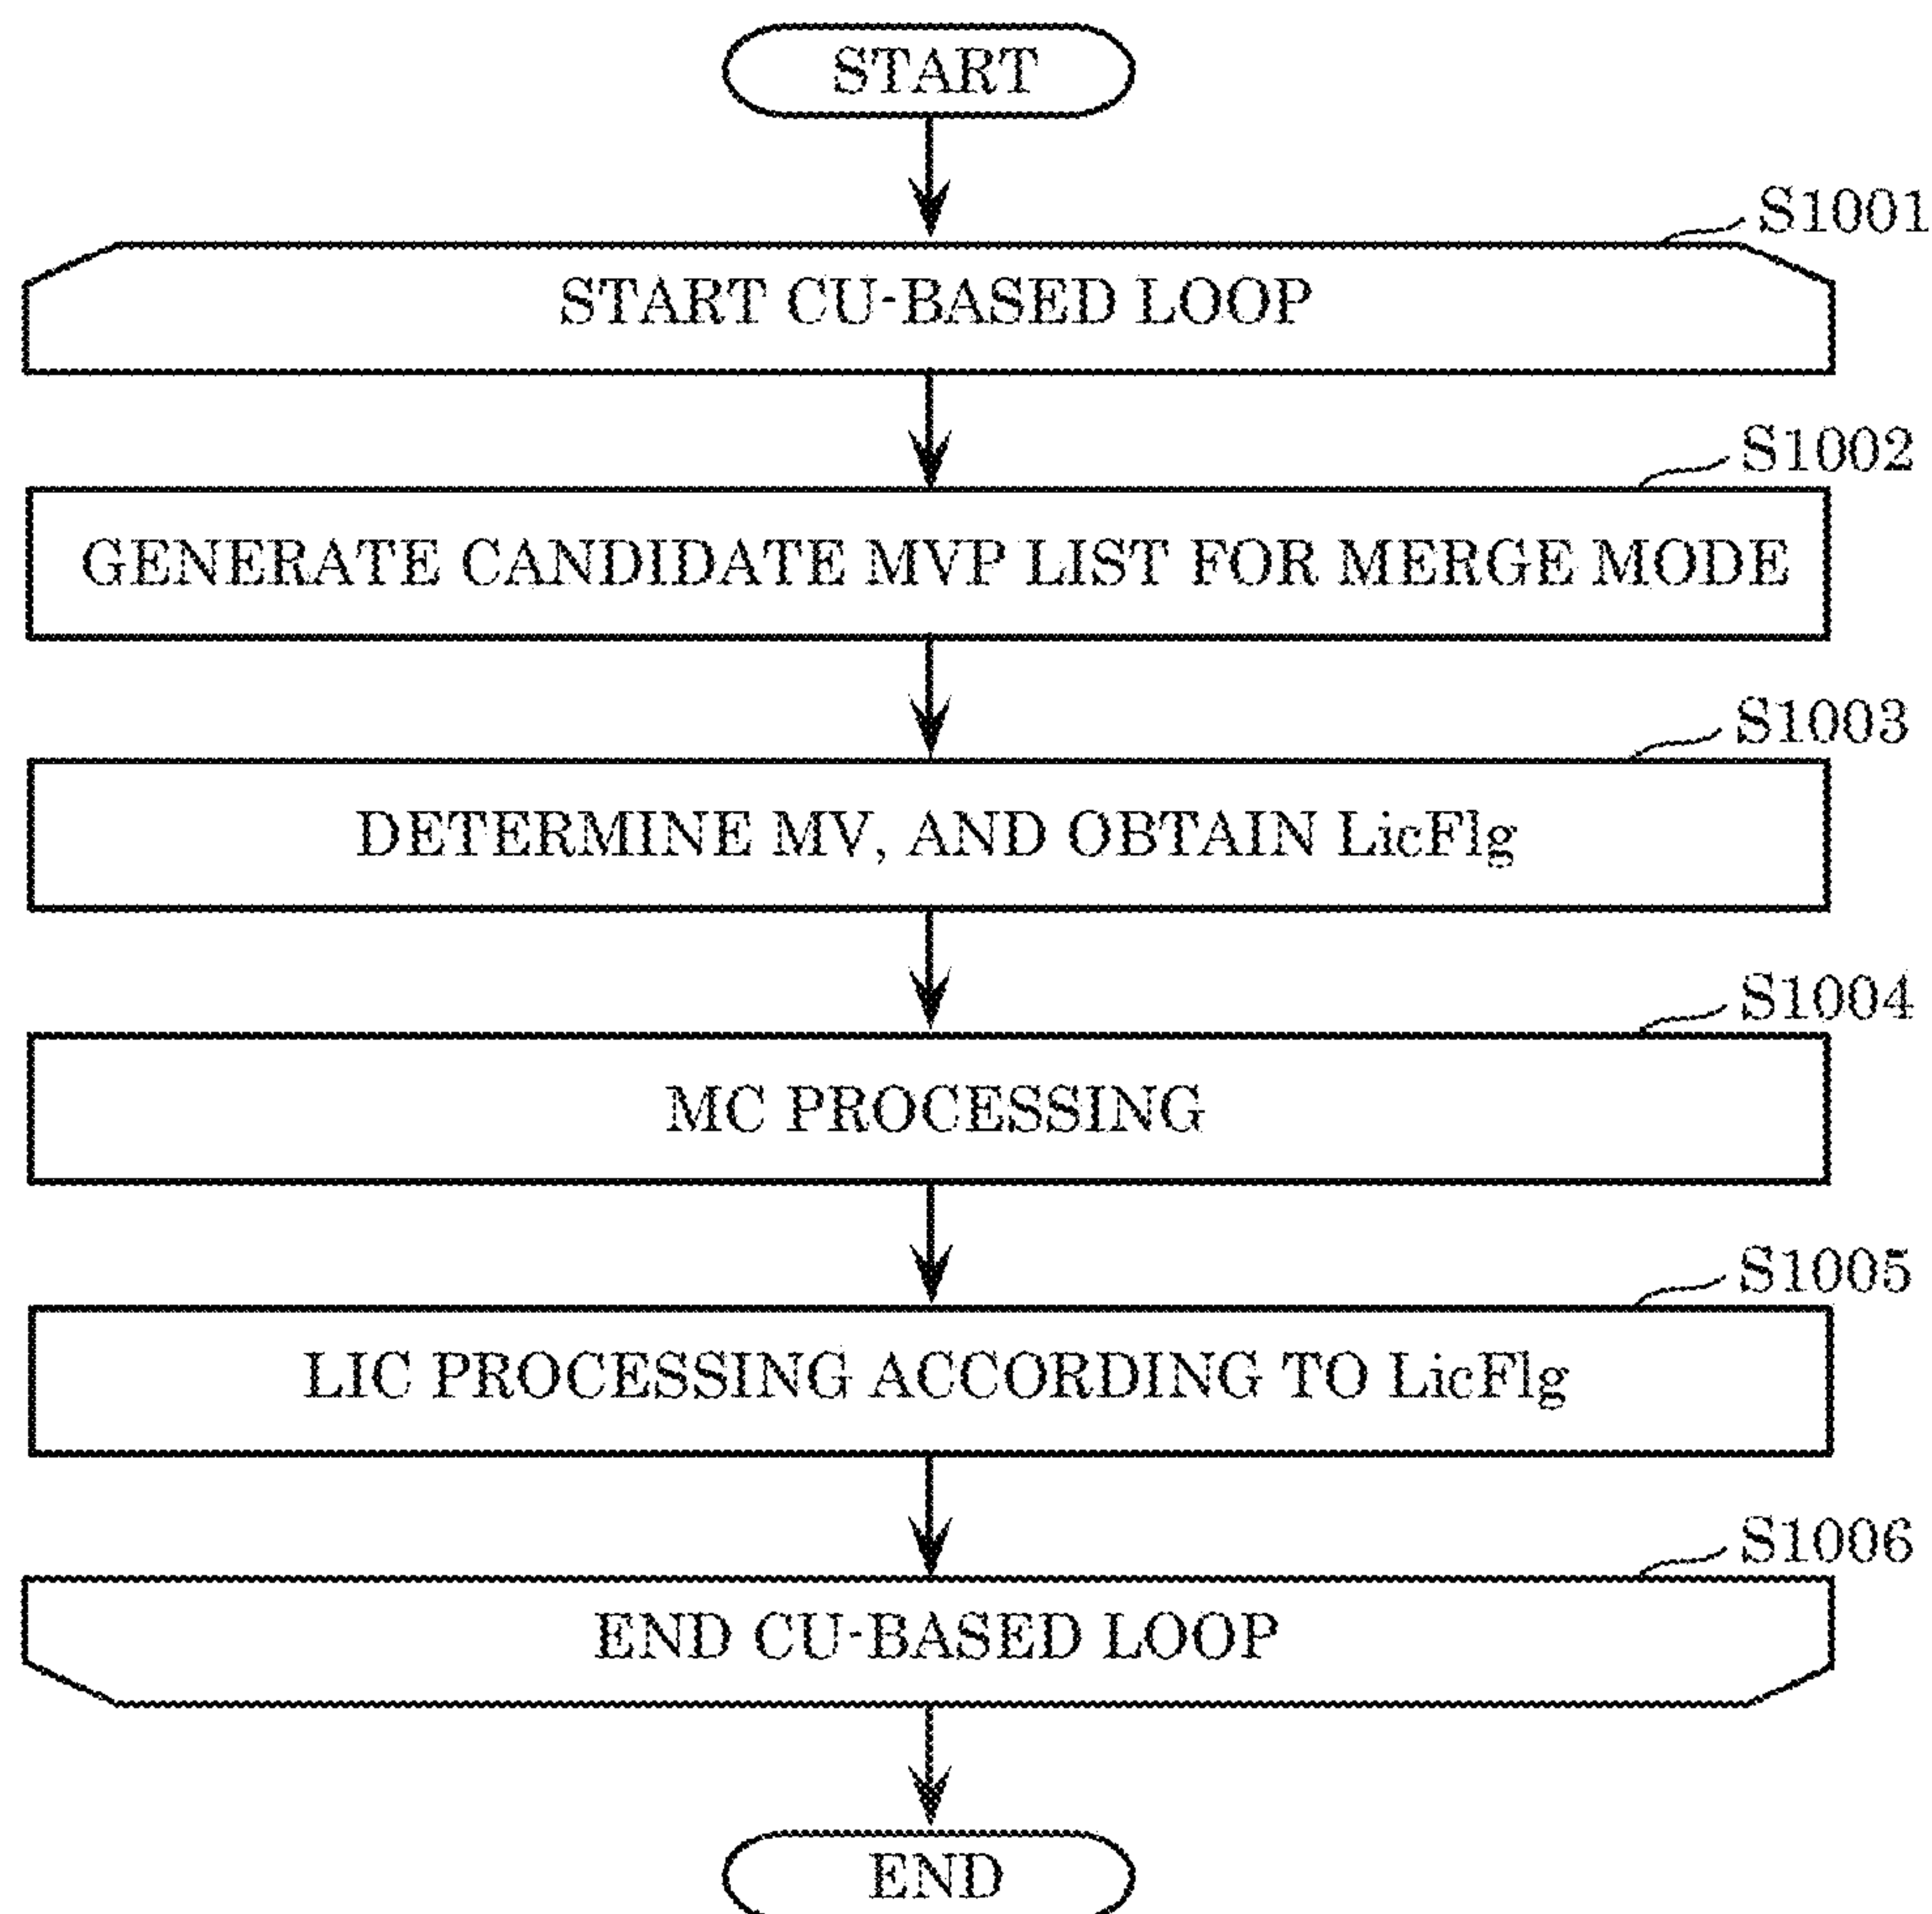 START
S1001
START CU-BASED LOOP
S1002
GENERATE CANDIDATE MVP LIST FOR MERGE MODE
S1003
DETERMINE MV, AND OBTAIN LicFlg
S1004
MC PROCESSING
S1005
LIC PROCESSING ACCORDING TO LicFlg
S1006
END CU-BASED LOOP
END